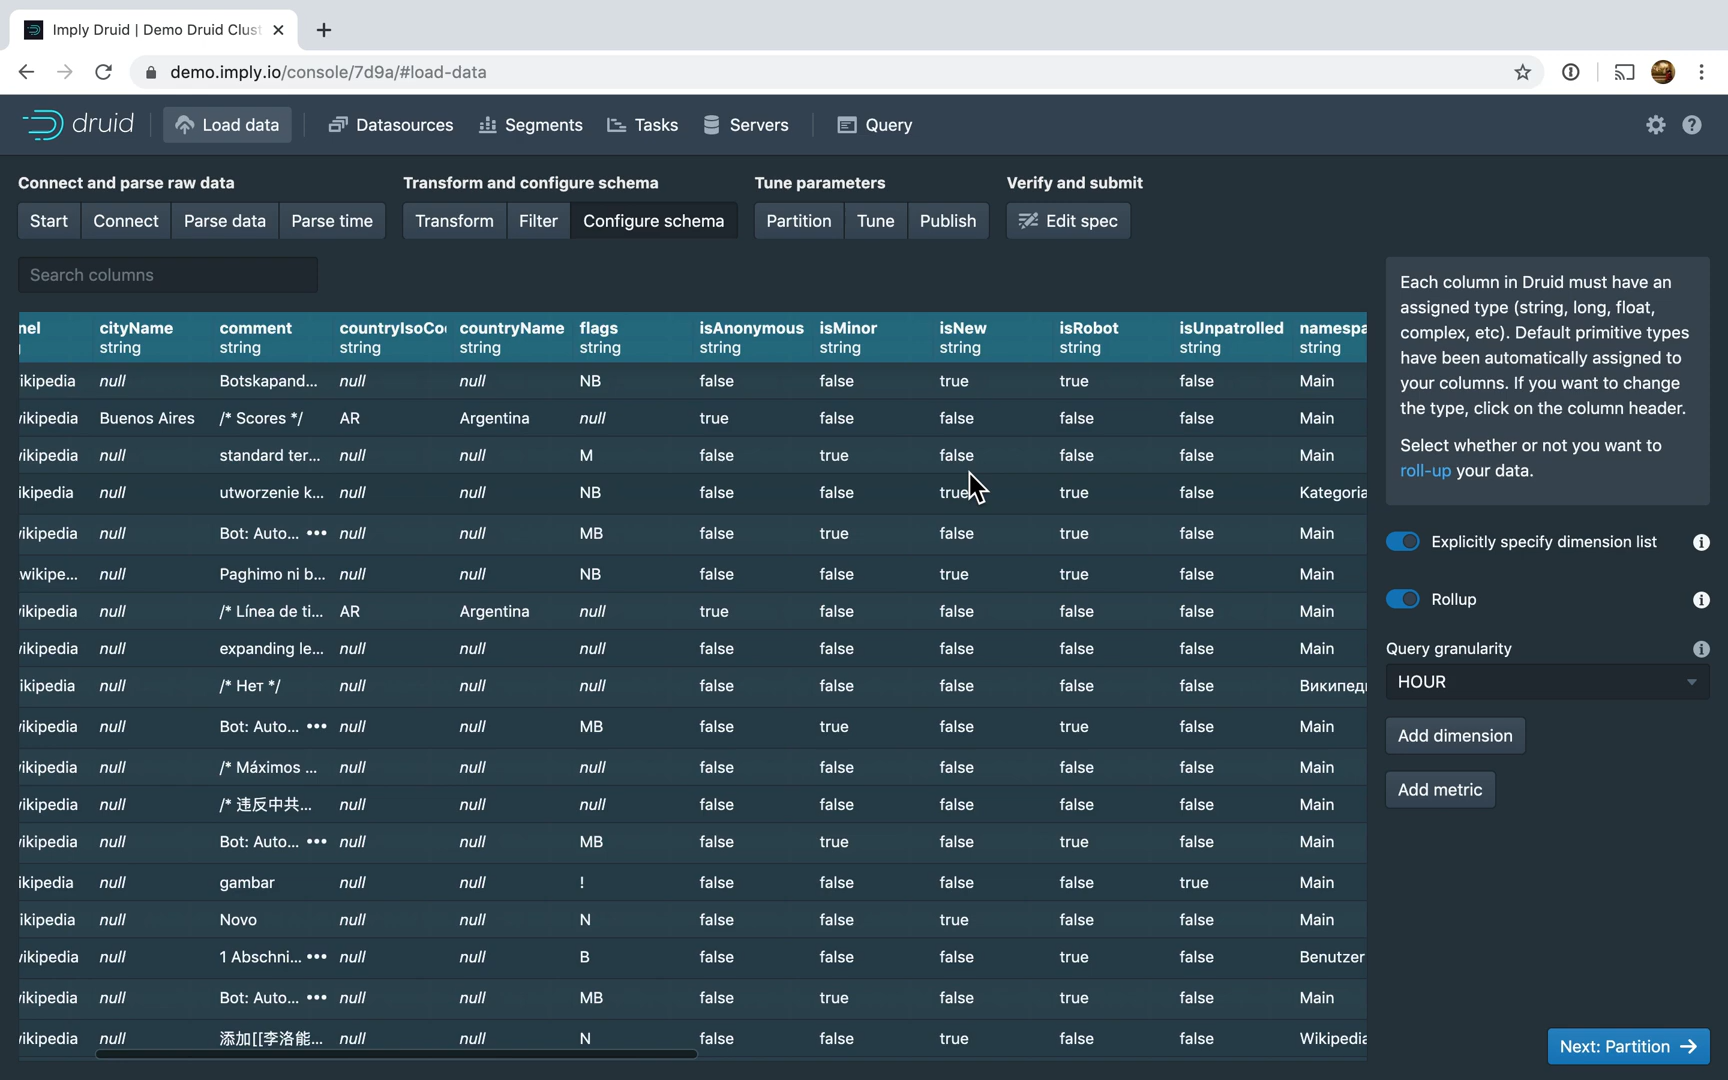 Imply Druid | Demo Druid Clust
demo.imply.io/console/7d9a/#load-data
druid Load data Datasources Segments Tasks Servers Query
Connect and parse raw data Transform and configure schema Tune parameters Verify and submit
Start Connect Parse data Parse time Transform Filter Configure schema Partition Tune Publish Edit spec
Search columns
nel cityName comment countryIsoCo countryName flags isAnonymous isMinor isNew isRobot isUnpatrolled namespa
string string string string string string string string string string string
ikipedia null Botskapand... null null NB false false true true false Main
vikipedia Buenos Aires /* Scores */ AR Argentina null true false false false false Main
vikipedia null standard ter... null null M false true false false false Main
ikipedia null utworzenie k... null null NB false false true true false Kategoria
vikipedia null Bot: Auto... ••• null null MB false true false true false Main
wikipe... null Paghimo ni b... null null NB false false true true false Main
vikipedia null /* Línea de ti... AR Argentina null true false false false false Main
vikipedia null expanding le... null null null false false false false false Main
ikipedia null /* Нет */ null null null false false false false false Википед
vikipedia null Bot: Auto... ••• null null MB false true false true false Main
vikipedia null /* Máximos ... null null null false false false false false Main
vikipedia null /* 违反中共... null null null false false false false false Main
vikipedia null Bot: Auto... ••• null null MB false true false true false Main
ikipedia null gambar null null ! false false false false true Main
ikipedia null Novo null null N false false true false false Main
vikipedia null 1 Abschni... ••• null null B false false false true false Benutzer
vikipedia null Bot: Auto... ••• null null MB false true false true false Main
vikipedia null 添加[[李洛能... null null N false false true false false Wikipedia
Each column in Druid must have an
assigned type (string, long, float,
complex, etc). Default primitive types
have been automatically assigned to
your columns. If you want to change
the type, click on the column header.
Select whether or not you want to
roll-up your data.
Explicitly specify dimension list
Rollup
Query granularity
HOUR
Add dimension
Add metric
Next: Partition